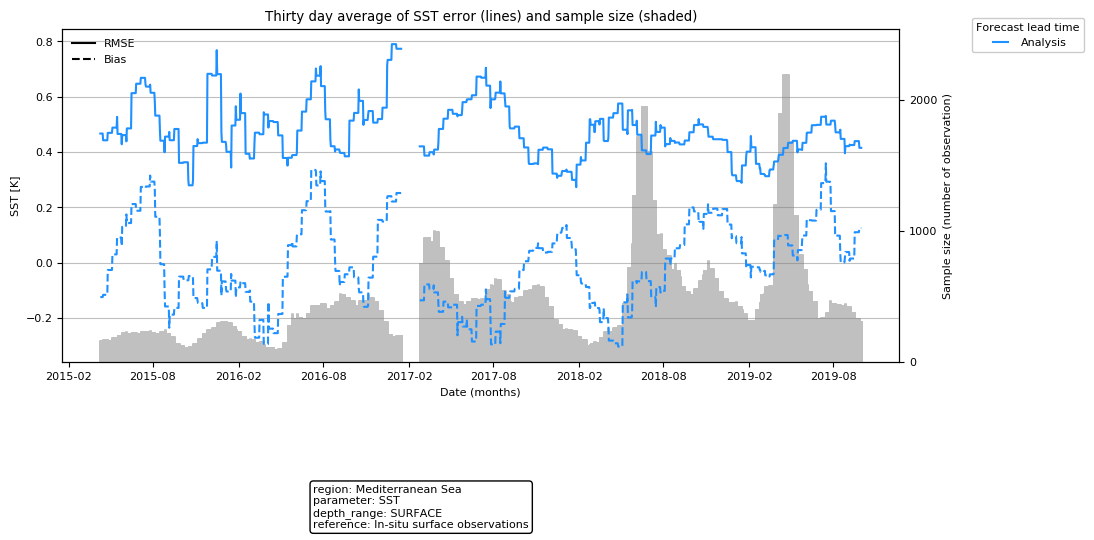 Thirty day average of SST error (lines) and sample size (shaded)
Forecast lead time
Analysis
RMSE
Bias
0.8
0.6
0.4
0.2
0.0
−0.2
SST [K]
2000
1000
0
Sample size (number of observation)
2015-02 2015-08 2016-02 2016-08 2017-02 2017-08 2018-02 2018-08 2019-02 2019-08
Date (months)
region: Mediterranean Sea
parameter: SST
depth_range: SURFACE
reference: In-situ surface observations